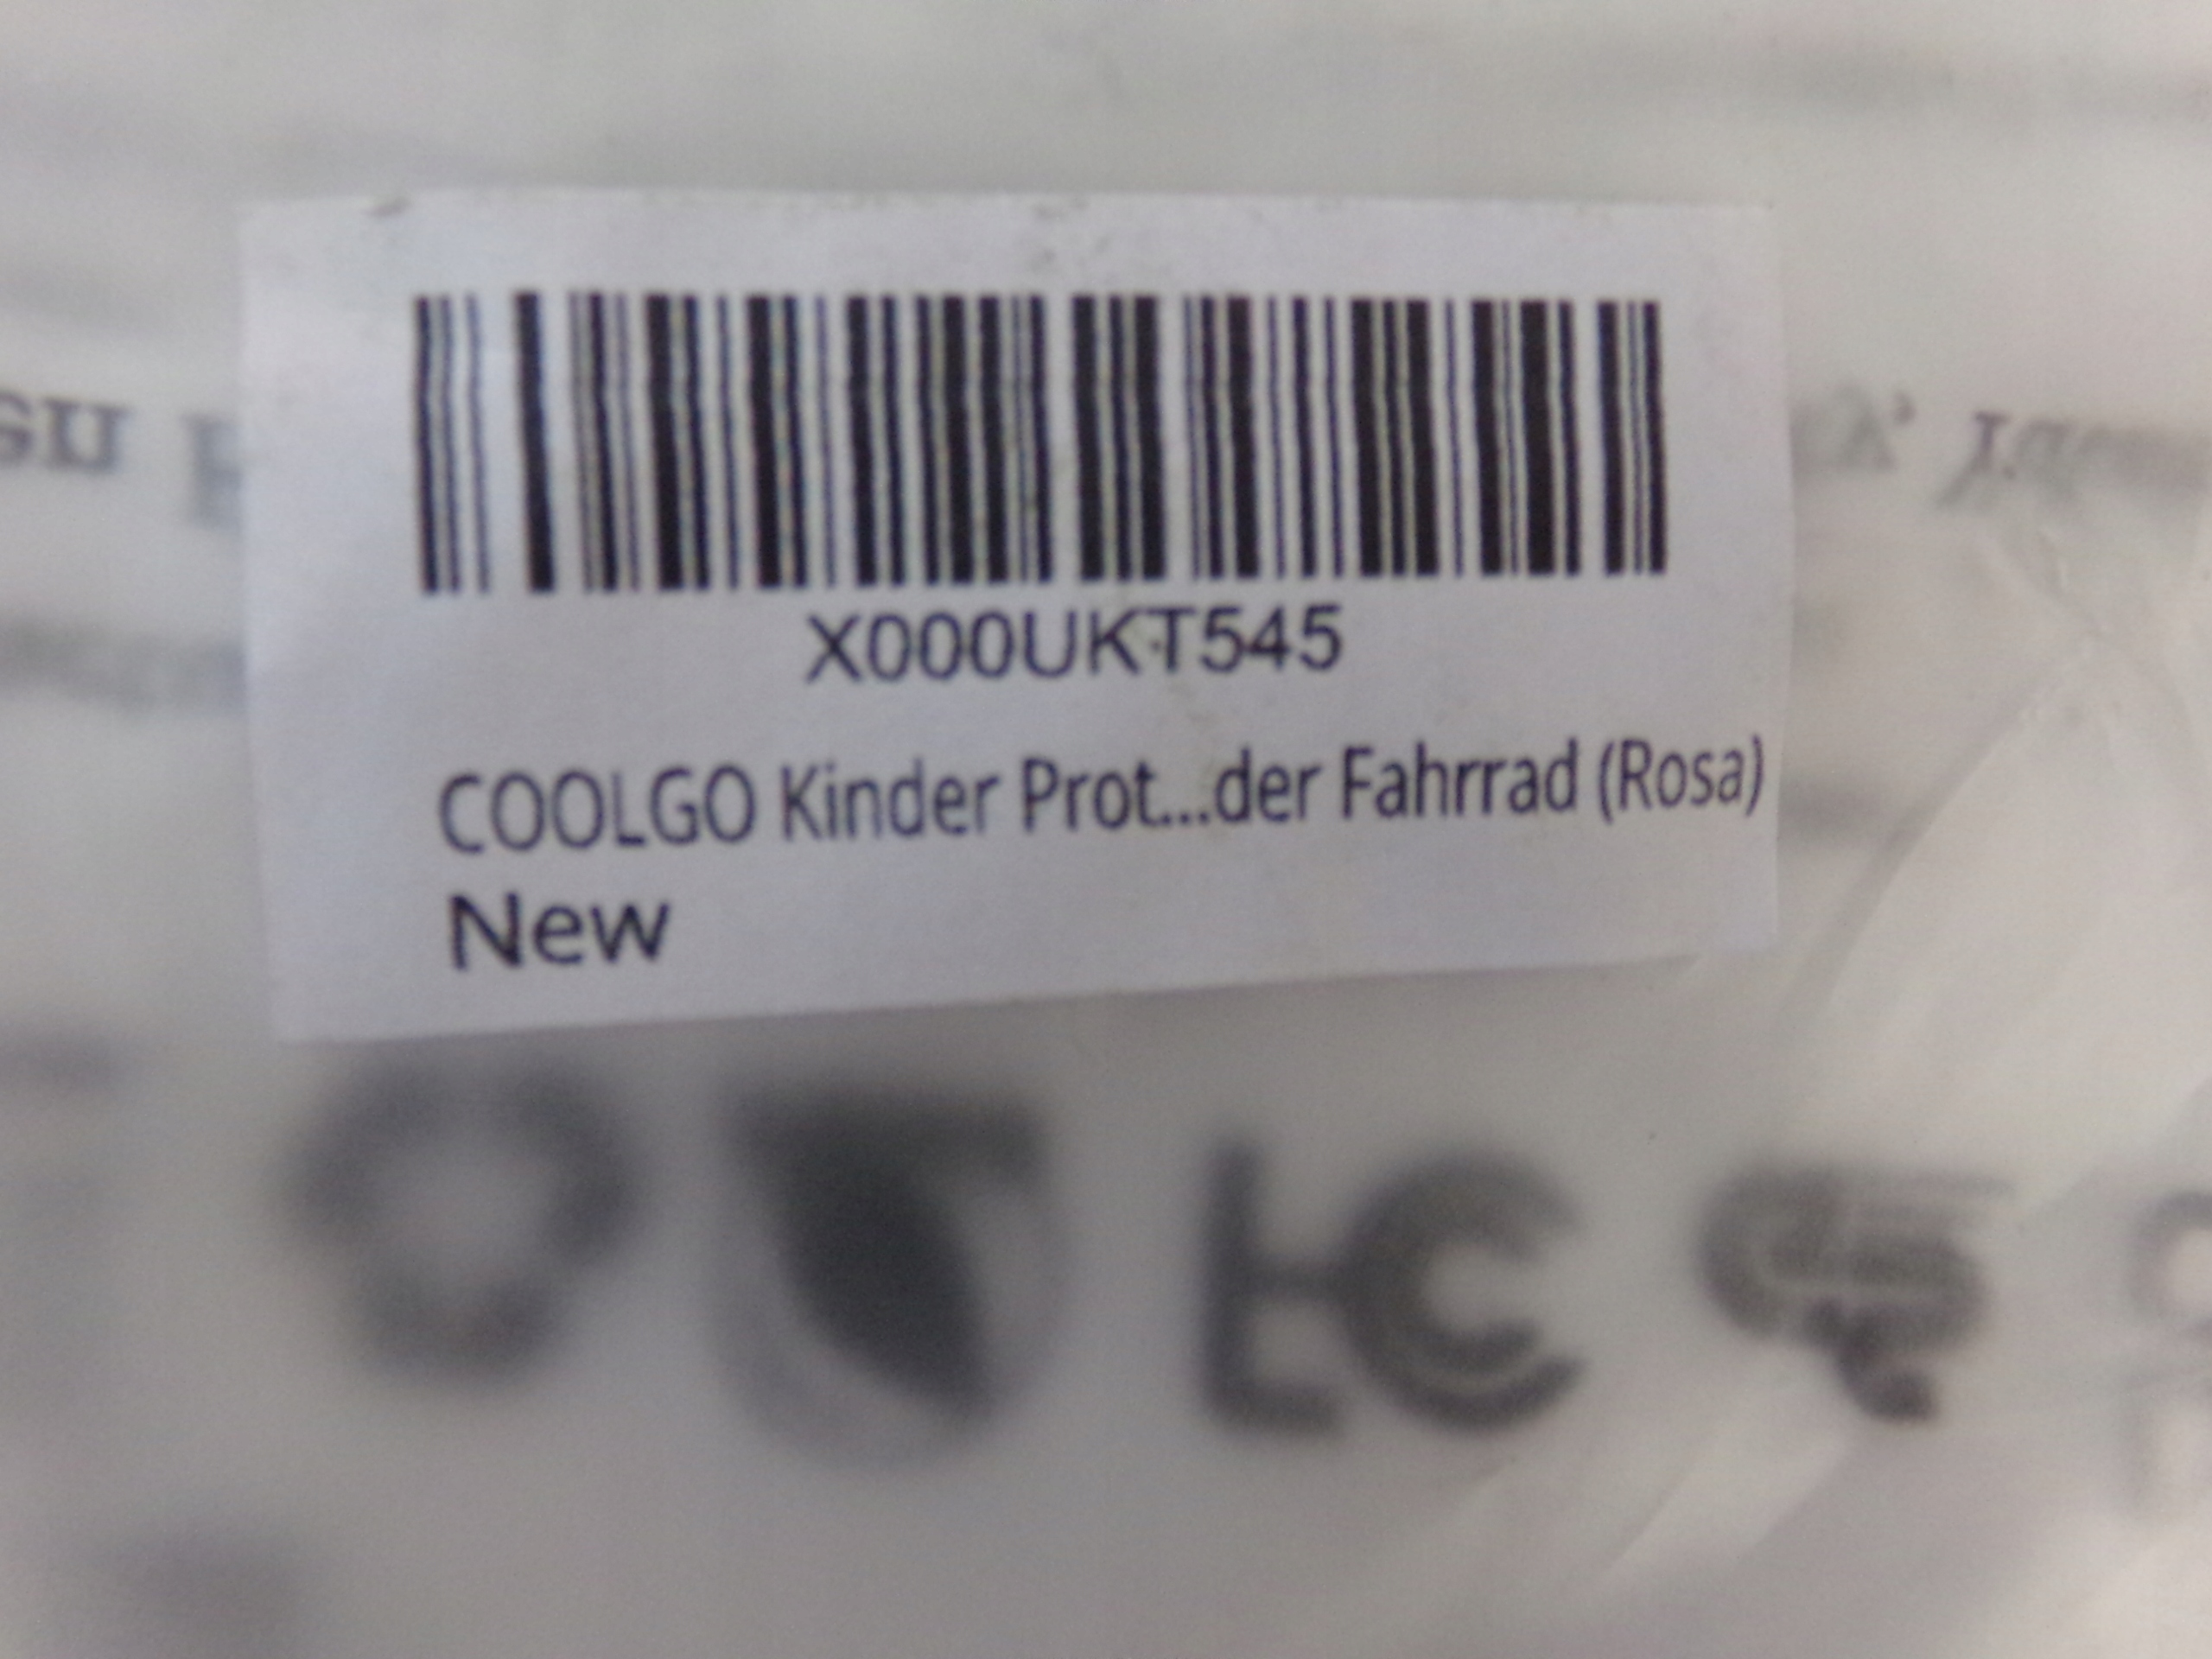 X000UKT545
COOLGO Kinder Prot...der Fahrrad (Rosa)
New